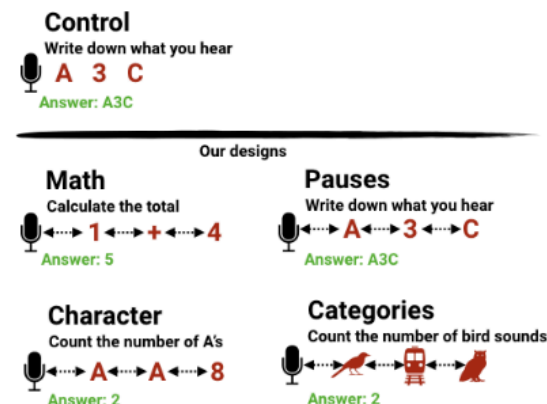 Control
Write down what you hear
A 3 C
Answer: A3C
Our designs
Math
Calculate the total
1 + 4
Answer: 5
Pauses
Write down what you hear
A 3 C
Answer: A3C
Character
Count the number of A's
A A 8
Answer: 2
Categories
Count the number of bird sounds
Answer: 2